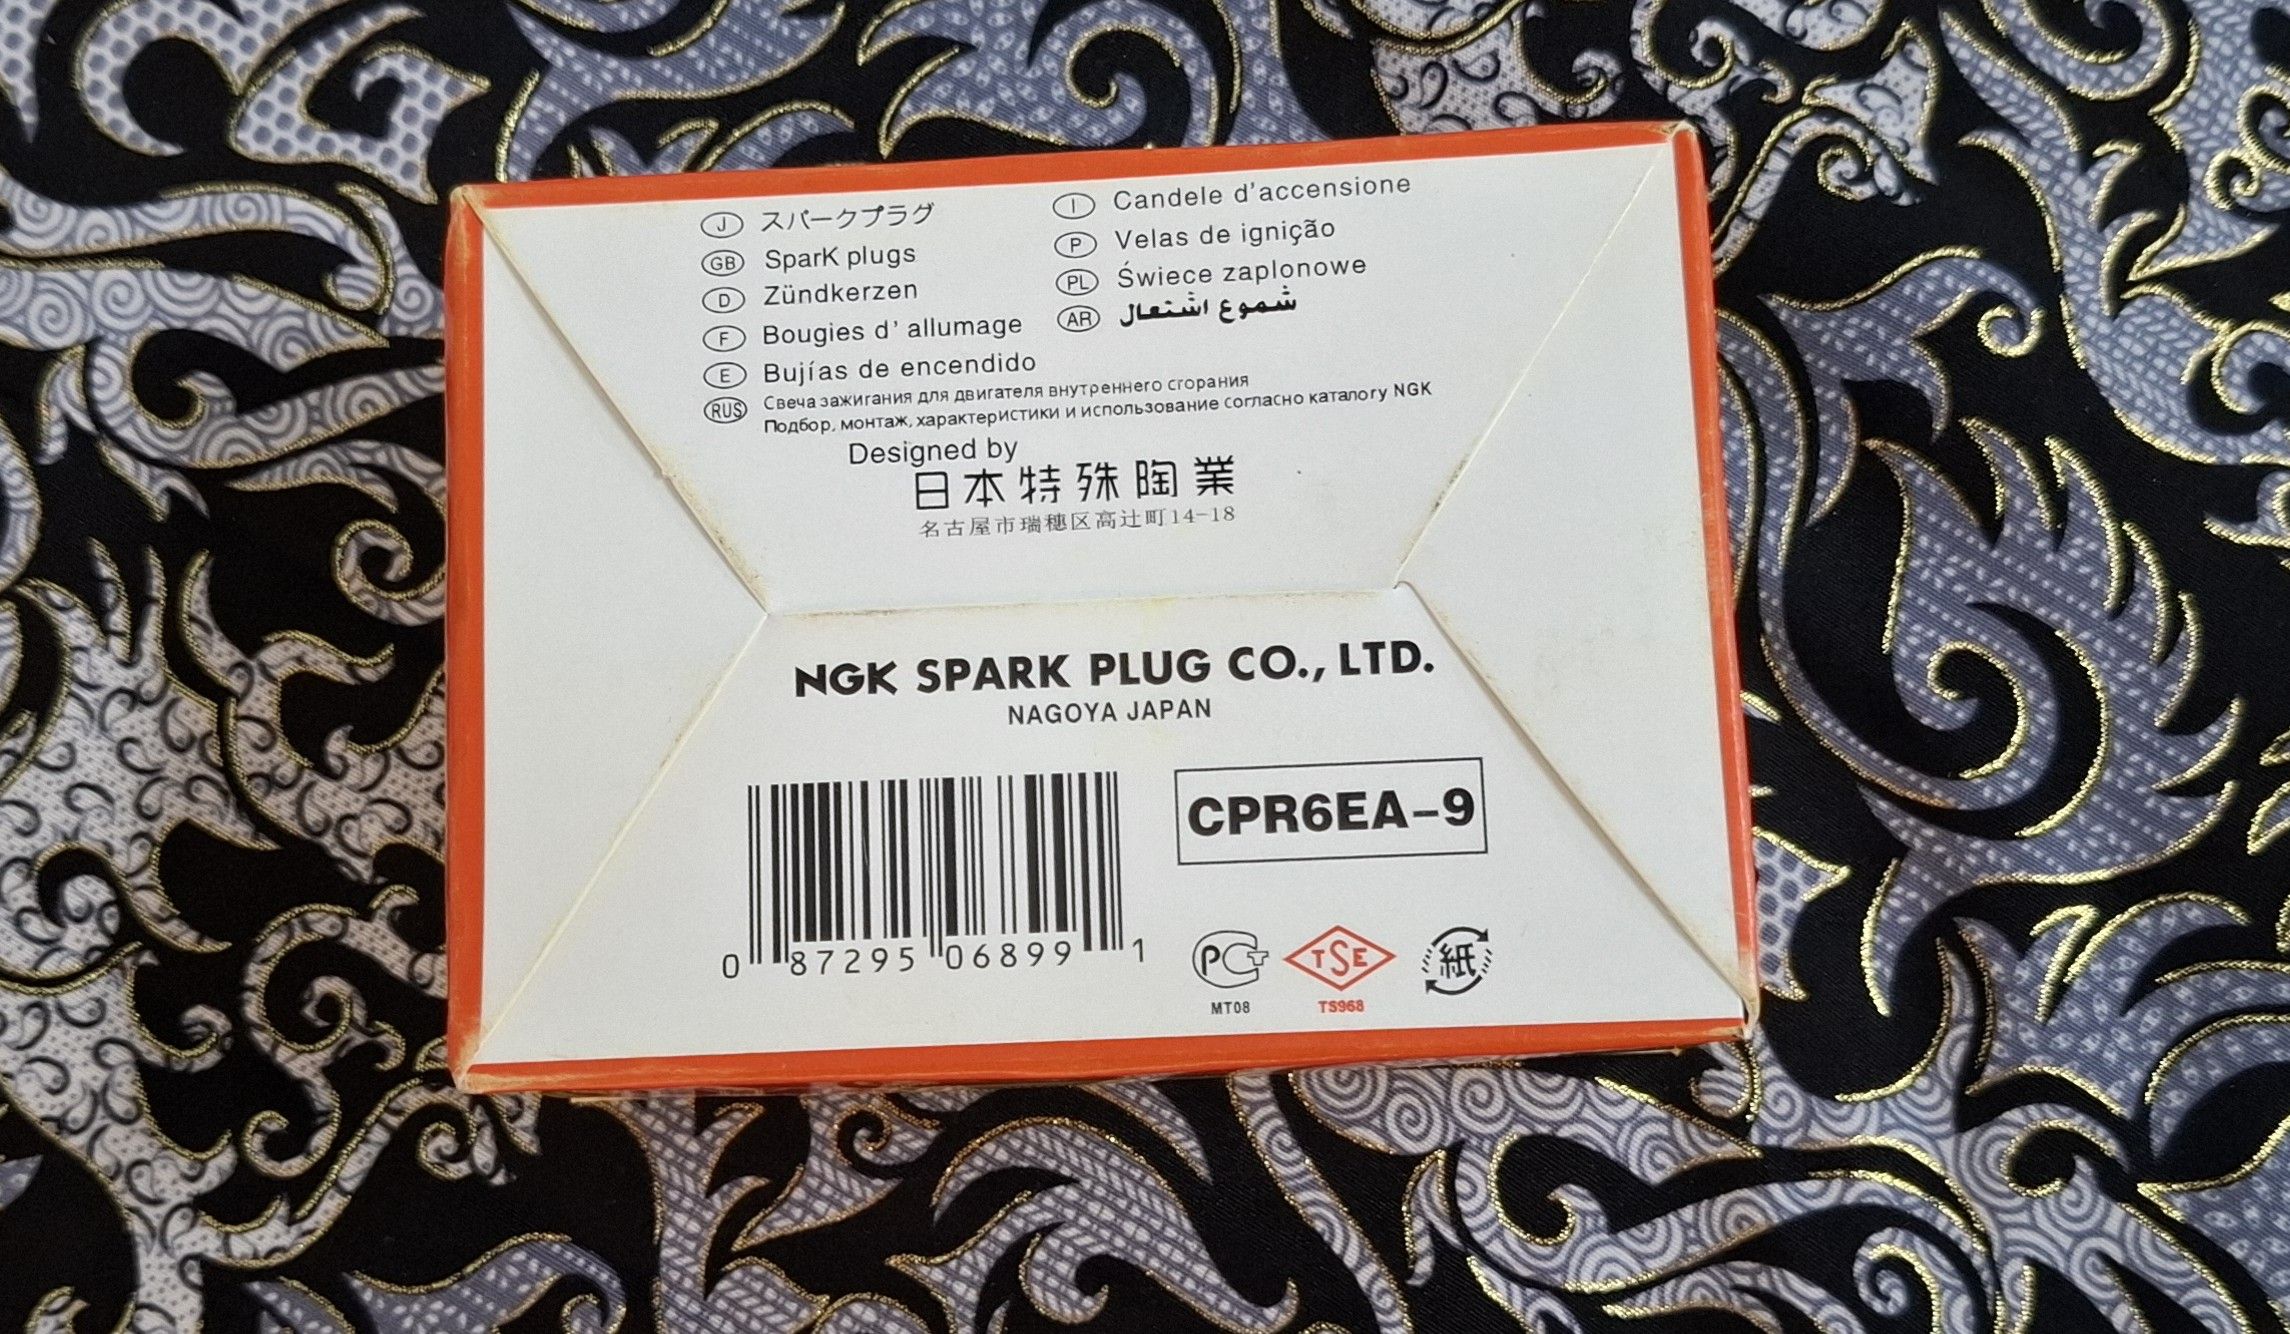 J スパークプラグ
GB SparK plugs
D Zündkerzen
F Bougies d' allumage
E Bujías de encendido
I Candele d'accensione
P Velas de ignição
PL Świece zaplonowe
AR شموع اشتعال
RUS Свеча зажигания для двигателя внутреннего сгорания
Подбор, монтаж, характеристики и использование согласно каталогу NGK
Designed by
日本特殊陶業
名古屋市瑞穂区高辻町14-18
NGK SPARK PLUG CO., LTD.
NAGOYA JAPAN
CPR6EA-9
0 87295 06899 1
РСТ
MT08
TSE
TS968
紙